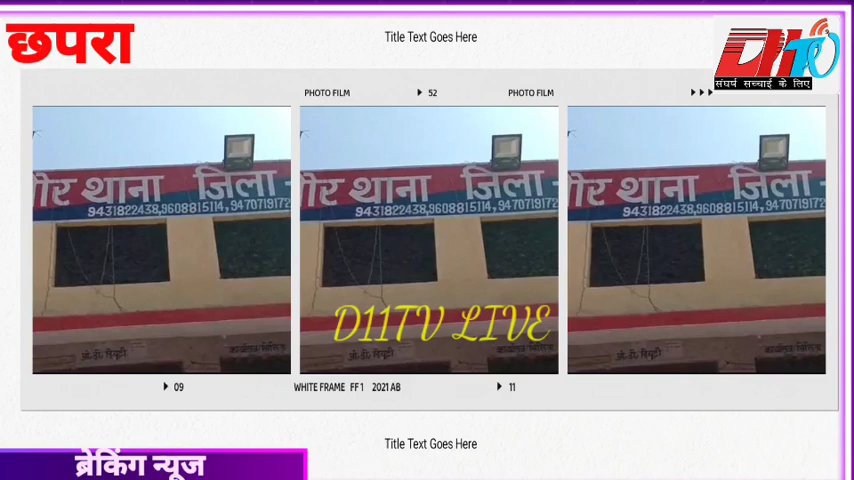 छपरा
Title Text Goes Here
D11TV
संघर्ष सच्चाई के लिए
PHOTO FILM ▶ 52 PHOTO FILM ▶▶▶
ोर थाना जिला - ोर थाना जिला - ोर थाना जिला -
9431822438,9608815114,947071917 9431822438,9608815114,9470719172 9431822438,9608815114,9470719172
D11TV LIVE
ओ.डी. ड्यूटी ओ.डी. ड्यूटी ओ.डी. ड्यूटी
▶ 09 WHITE FRAME FF 1 2021 AB ▶ 11
Title Text Goes Here
ब्रेकिंग न्यूज